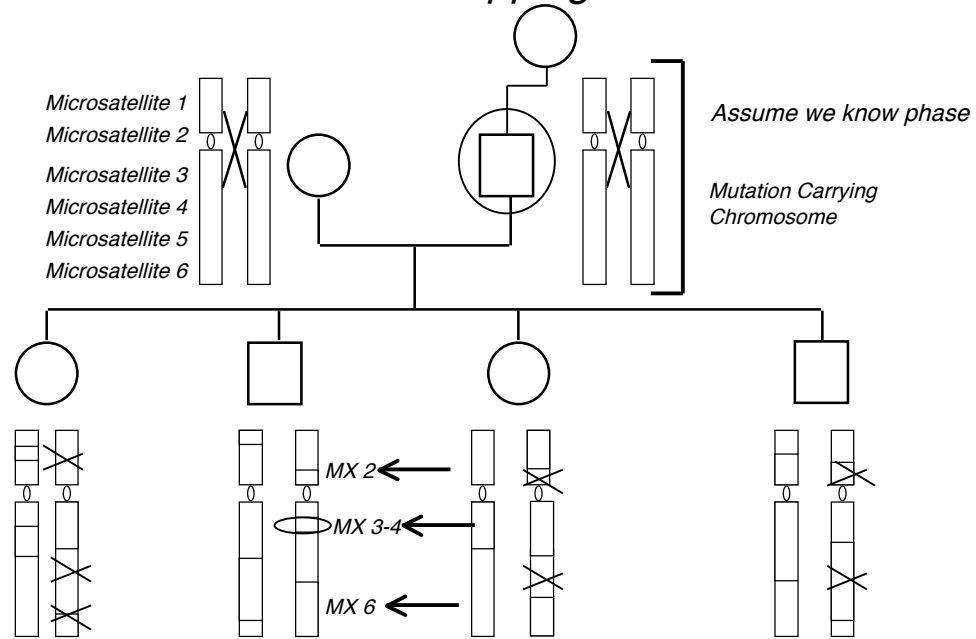 Microsatellite 1
Microsatellite 2
Microsatellite 3
Microsatellite 4
Microsatellite 5
Microsatellite 6
Assume we know phase
Mutation Carrying
Chromosome
MX 2
MX 3-4
MX 6